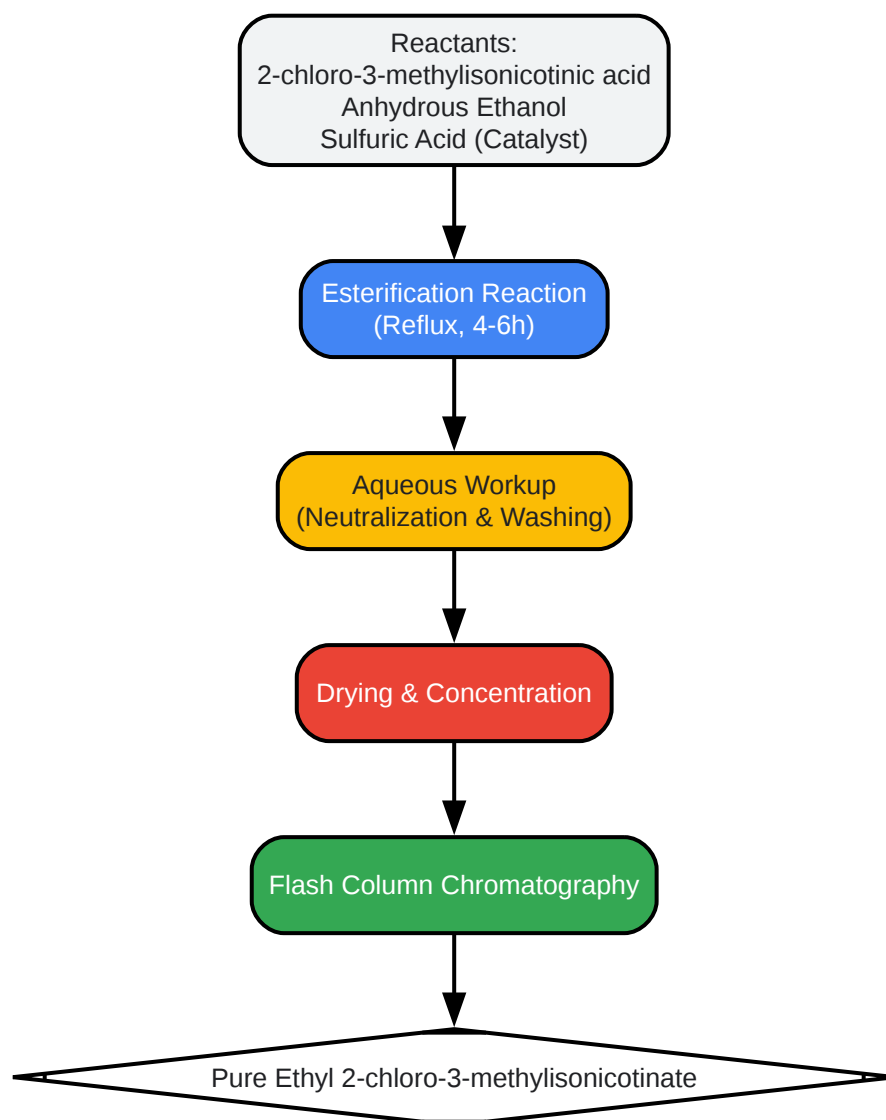 Reactants:
2-chloro-3-methylisonicotinic acid
Anhydrous Ethanol
Sulfuric Acid (Catalyst)
Esterification Reaction
(Reflux, 4-6h)
Aqueous Workup
(Neutralization & Washing)
Drying & Concentration
Flash Column Chromatography
Pure Ethyl 2-chloro-3-methylisonicotinate